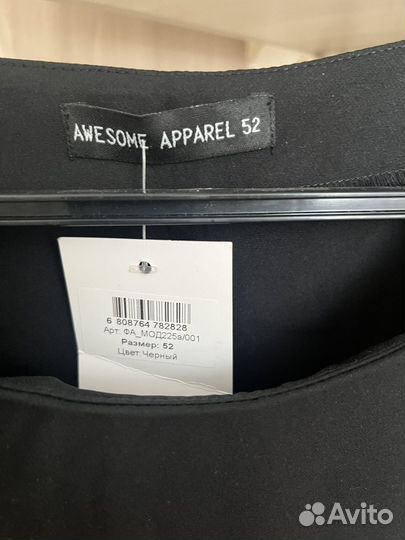 AWESOME APPAREL 52
6 808764 782828
Арт: ФА_МОД225а/001
Размер: 52
Цвет: Черный
Avito